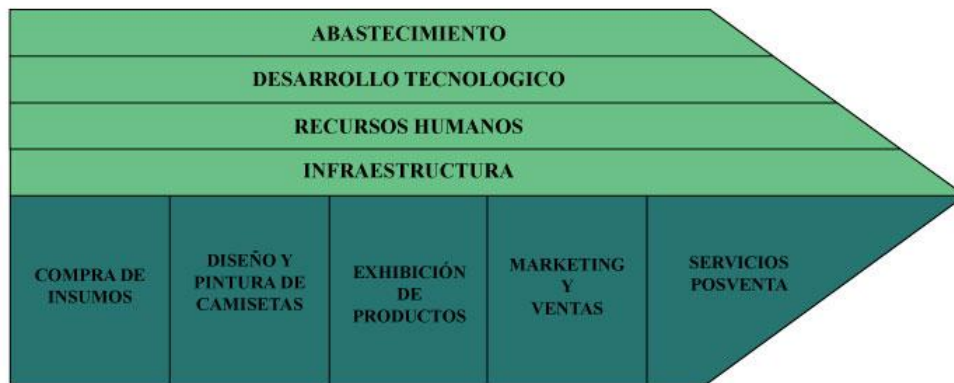 ABASTECIMIENTO
DESARROLLO TECNOLOGICO
RECURSOS HUMANOS
INFRAESTRUCTURA
COMPRA DE
INSUMOS
DISEÑO Y
PINTURA DE
CAMISETAS
EXHIBICIÓN
DE
PRODUCTOS
MARKETING
Y
VENTAS
SERVICIOS
POSVENTA